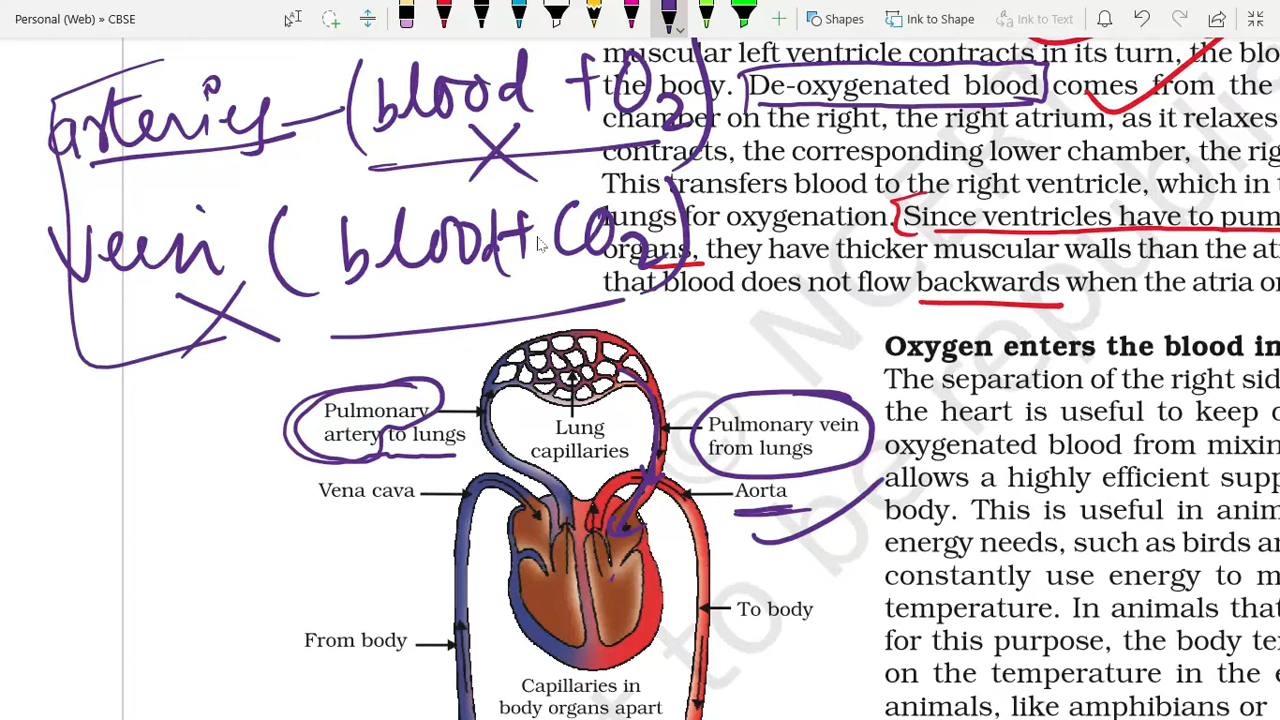 Personal (Web) » CBSE
Shapes
Ink to Shape
Ink to Text
arteries – (blood + O2)
vein (blood + CO2)
muscular left ventricle contracts in its turn, the blo
the body. De-oxygenated blood comes from the
chamber on the right, the right atrium, as it relaxes
contracts, the corresponding lower chamber, the rig
This transfers blood to the right ventricle, which in t
lungs for oxygenation. Since ventricles have to pum
organs, they have thicker muscular walls than the at
that blood does not flow backwards when the atria o
Pulmonary
artery to lungs
Lung
capillaries
Pulmonary vein
from lungs
Vena cava
Aorta
To body
From body
Capillaries in
body organs apart
Oxygen enters the blood in
The separation of the right sid
the heart is useful to keep o
oxygenated blood from mixin
allows a highly efficient supp
body. This is useful in anim
energy needs, such as birds a
constantly use energy to m
temperature. In animals tha
for this purpose, the body te
on the temperature in the e
animals, like amphibians or
©
to be republi